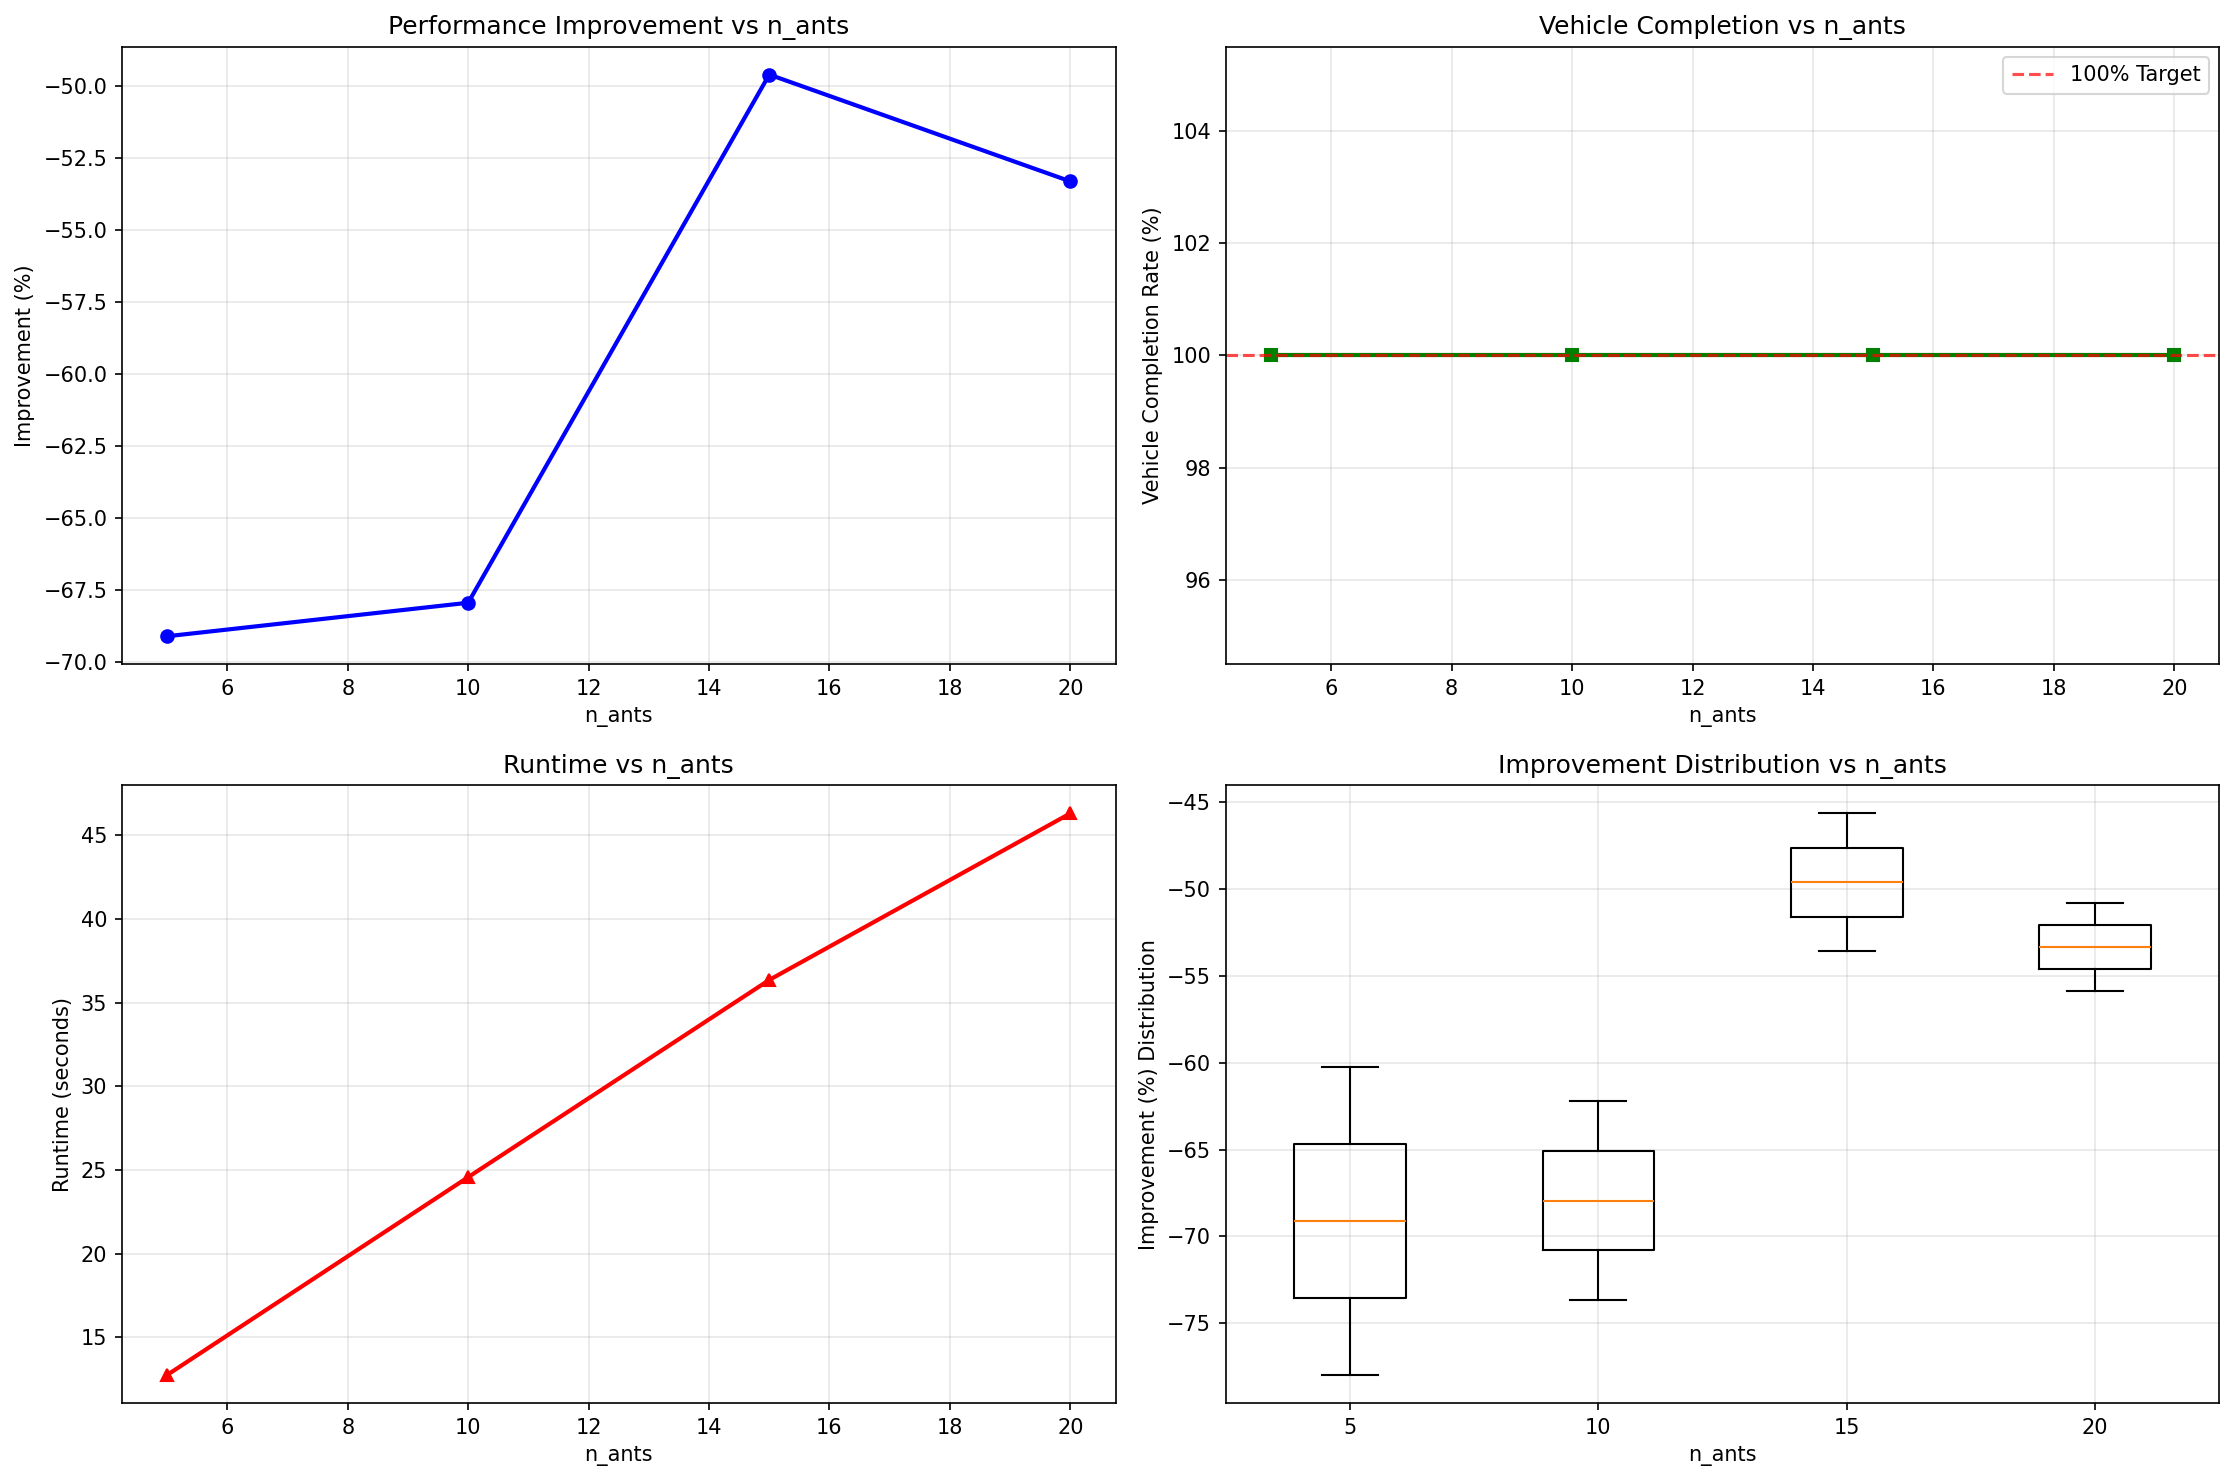 Performance Improvement vs n_ants
Improvement (%)
−50.0
−52.5
−55.0
−57.5
−60.0
−62.5
−65.0
−67.5
−70.0
6 8 10 12 14 16 18 20
n_ants
Vehicle Completion vs n_ants
100% Target
Vehicle Completion Rate (%)
104
102
100
98
96
6 8 10 12 14 16 18 20
n_ants
Runtime vs n_ants
Runtime (seconds)
45
40
35
30
25
20
15
6 8 10 12 14 16 18 20
n_ants
Improvement Distribution vs n_ants
Improvement (%) Distribution
−45
−50
−55
−60
−65
−70
−75
5 10 15 20
n_ants